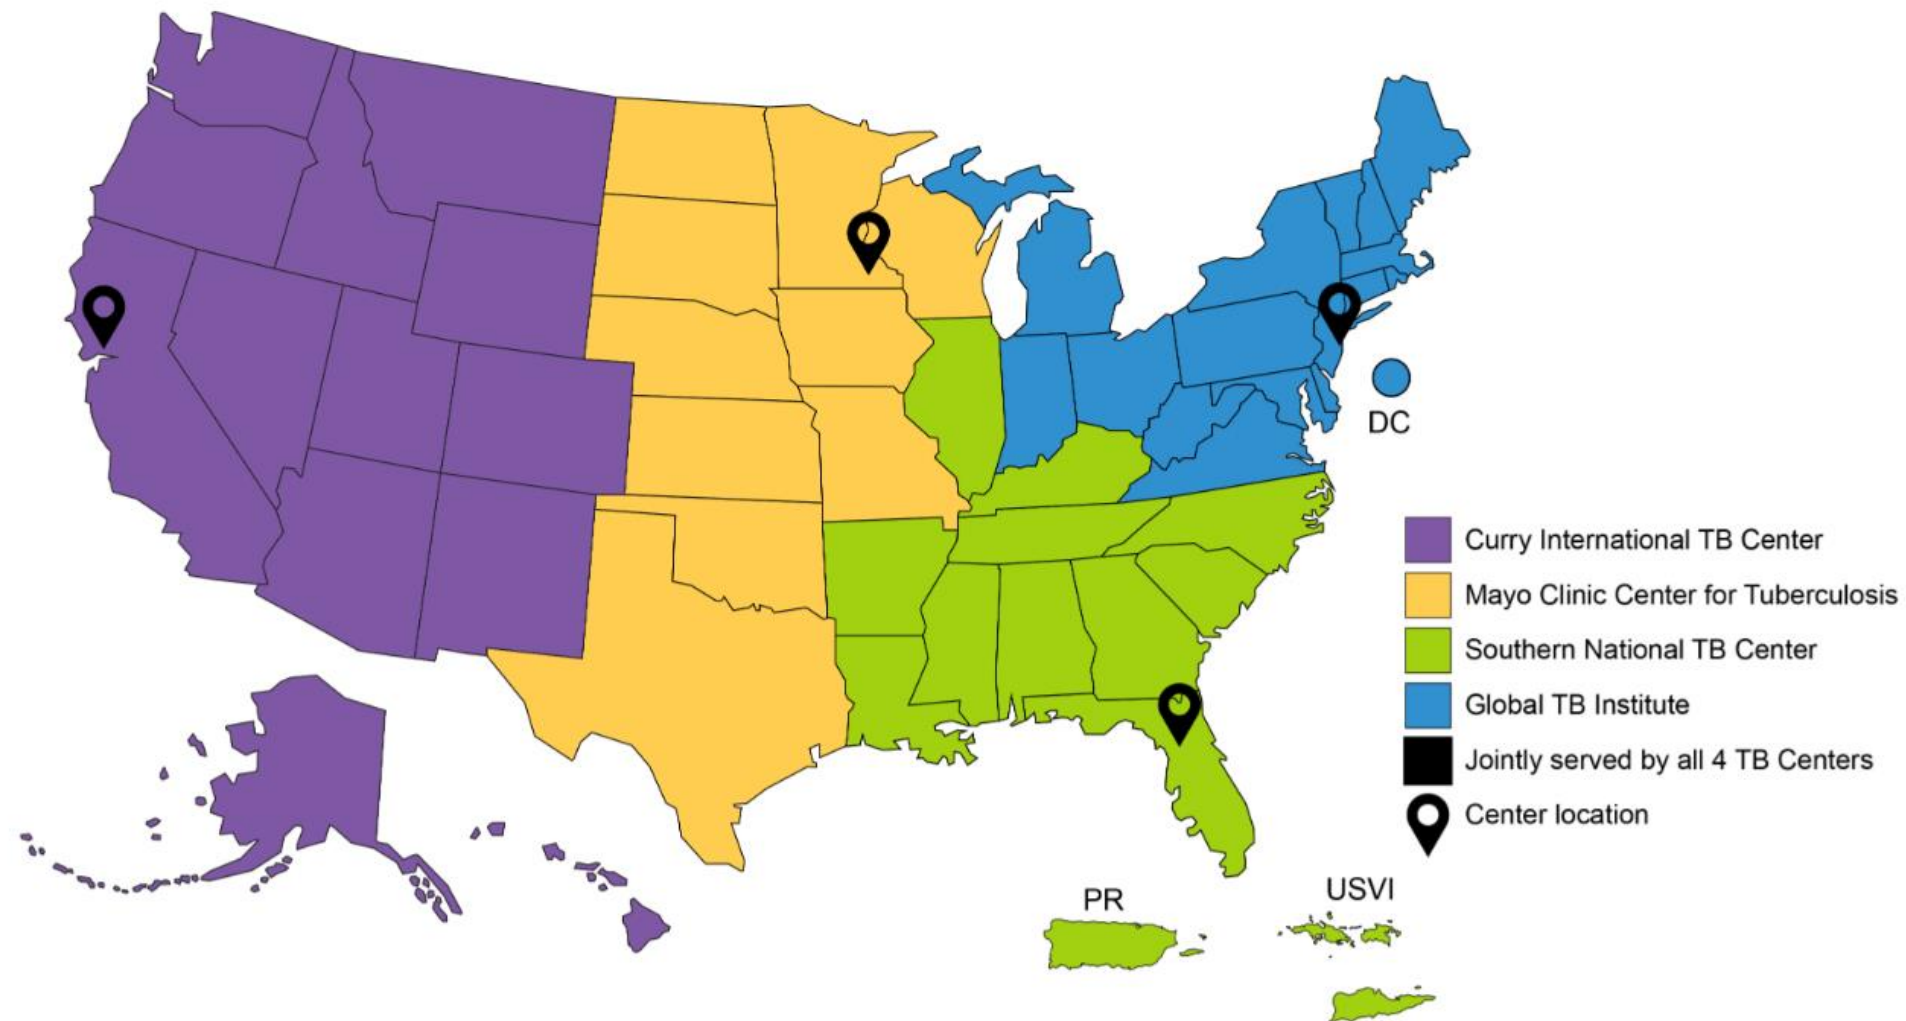 DC
Curry International TB Center
Mayo Clinic Center for Tuberculosis
Southern National TB Center
Global TB Institute
Jointly served by all 4 TB Centers
Center location
PR
USVI